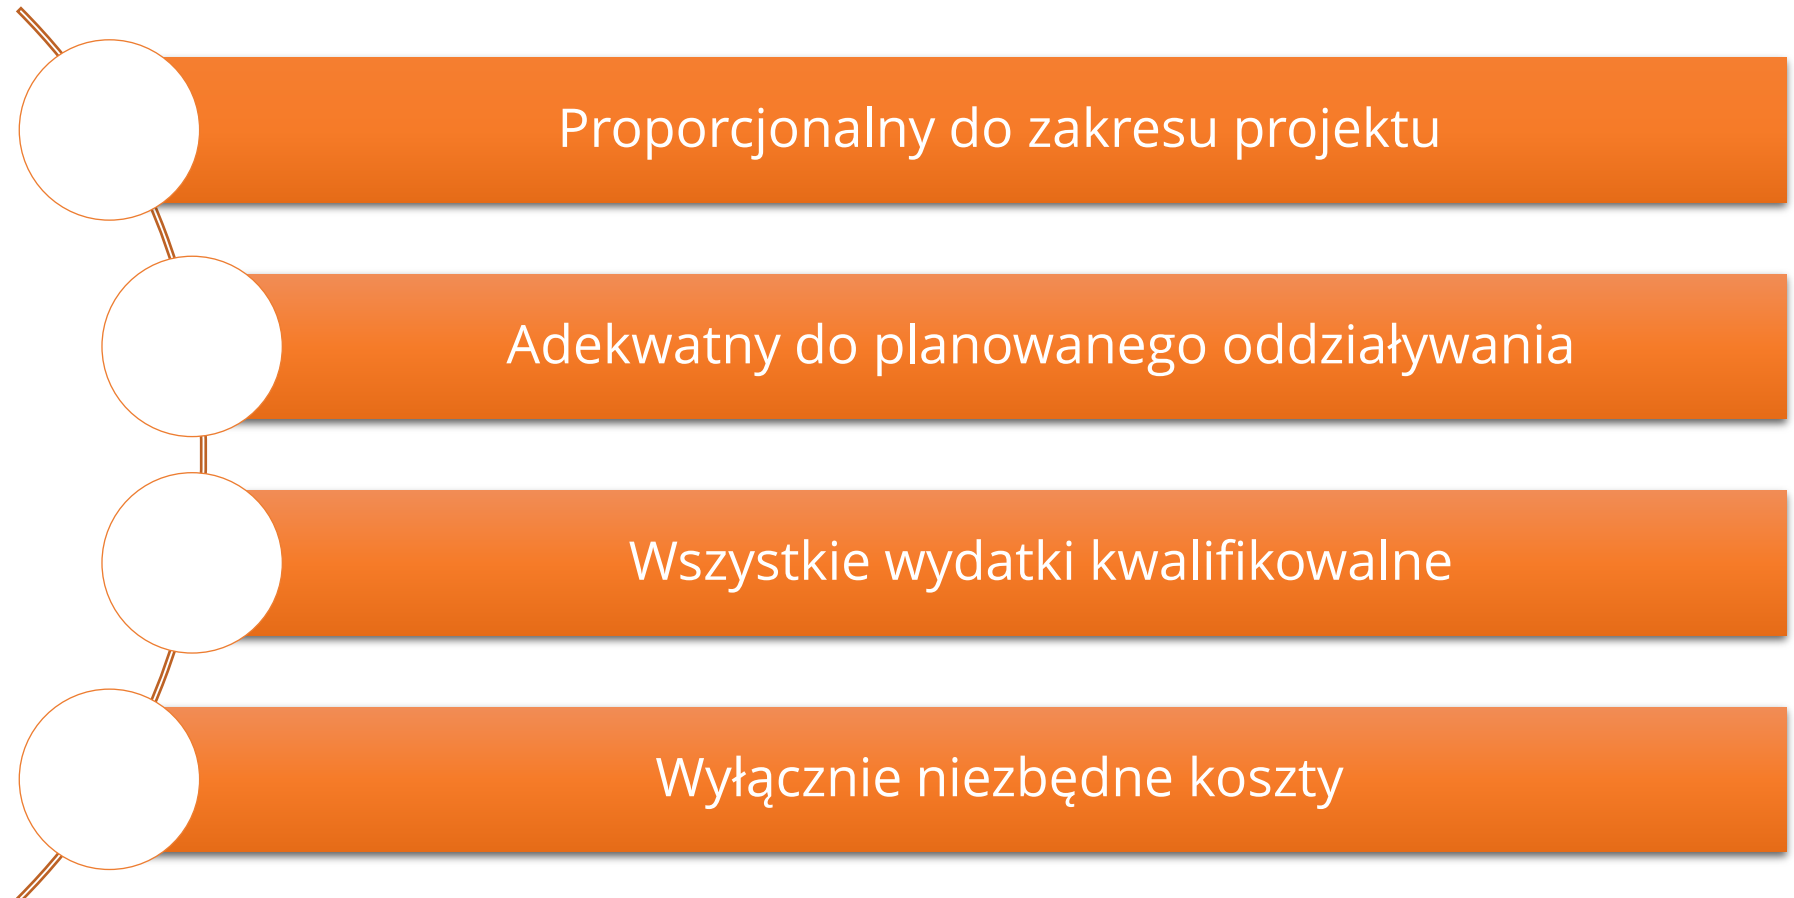 Proporcjonalny do zakresu projektu
Adekwatny do planowanego oddziaływania
Wszystkie wydatki kwalifikowalne
Wyłącznie niezbędne koszty